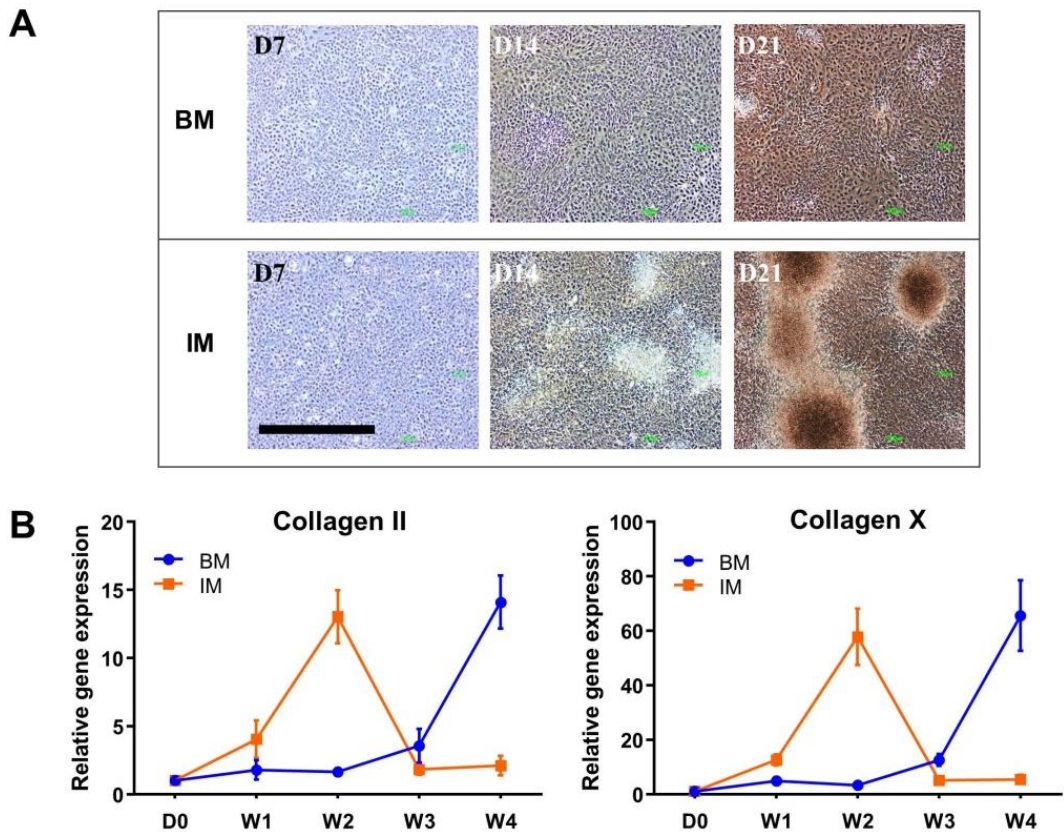 A
D7
D14
D21
BM
D7
D14
D21
IM
B
Collagen II
Relative gene expression
20
15
10
5
0
BM
IM
D0 W1 W2 W3 W4
Collagen X
Relative gene expression
100
80
60
40
20
0
BM
IM
D0 W1 W2 W3 W4